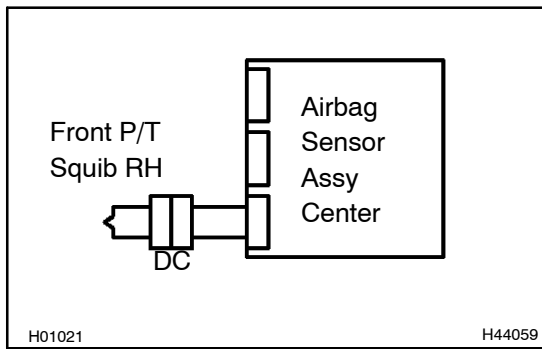 Front P/T
Squib RH
Airbag
Sensor
Assy
Center
DC
H01021
H44059